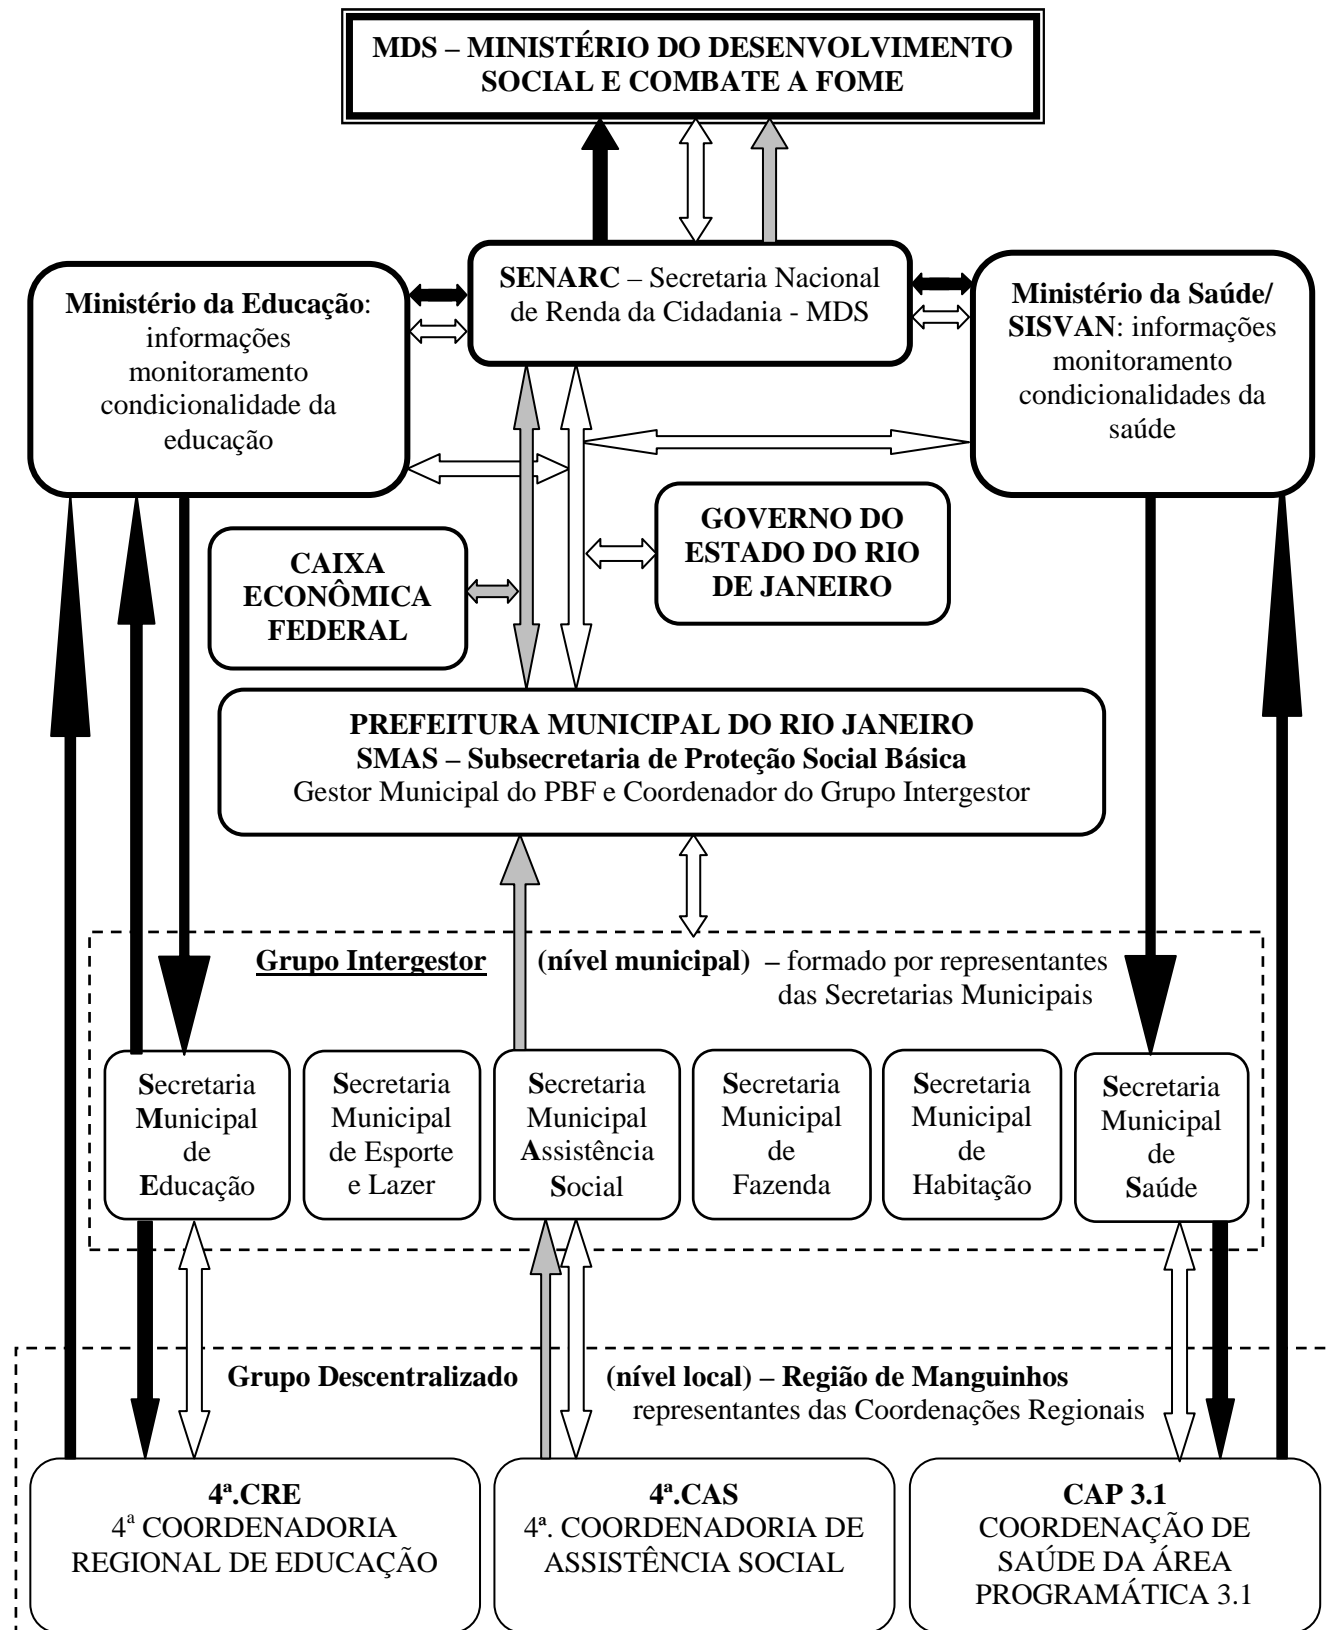 MDS – MINISTÉRIO DO DESENVOLVIMENTO
SOCIAL E COMBATE A FOME
SENARC – Secretaria Nacional
de Renda da Cidadania - MDS
Ministério da Educação:
informações
monitoramento
condicionalidade da
educação
Ministério da Saúde/
SISVAN: informações
monitoramento
condicionalidades da
saúde
CAIXA
ECONÔMICA
FEDERAL
GOVERNO DO
ESTADO DO RIO
DE JANEIRO
PREFEITURA MUNICIPAL DO RIO JANEIRO
SMAS – Subsecretaria de Proteção Social Básica
Gestor Municipal do PBF e Coordenador do Grupo Intergestor
Grupo Intergestor (nível municipal) – formado por representantes
das Secretarias Municipais
Secretaria
Municipal
de
Educação
Secretaria
Municipal
de Esporte
e Lazer
Secretaria
Municipal
Assistência
Social
Secretaria
Municipal
de
Fazenda
Secretaria
Municipal
de
Habitação
Secretaria
Municipal
de
Saúde
Grupo Descentralizado (nível local) – Região de Manguinhos
representantes das Coordenações Regionais
4ª.CRE
4ª COORDENADORIA
REGIONAL DE EDUCAÇÃO
4ª.CAS
4ª. COORDENADORIA DE
ASSISTÊNCIA SOCIAL
CAP 3.1
COORDENAÇÃO DE
SAÚDE DA ÁREA
PROGRAMÁTICA 3.1